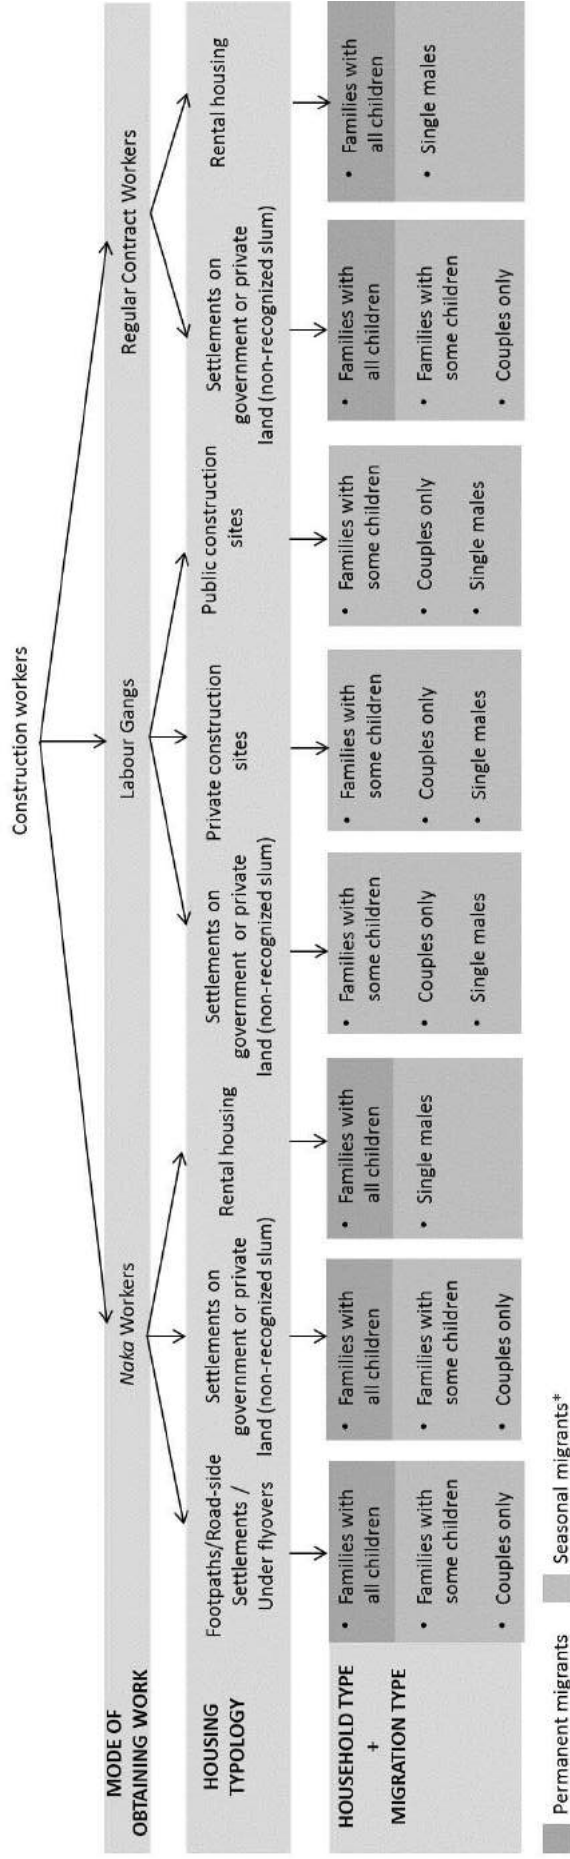 Construction workers
MODE OF
OBTAINING WORK
Naka Workers
Labour Gangs
Regular Contract Workers
HOUSING
TYPOLOGY
Footpaths/Road-side
Settlements /
Under flyovers
Settlements on
government or private
land (non-recognized slum)
Rental housing
Settlements on
government or private
land (non-recognized slum)
Private construction
sites
Public construction
sites
Settlements on
government or private
land (non-recognized slum)
Rental housing
HOUSEHOLD TYPE
+
MIGRATION TYPE
• Families with
all children
• Families with
some children
• Couples only
• Families with
all children
• Families with
some children
• Couples only
• Families with
all children
• Single males
• Families with
some children
• Couples only
• Single males
• Families with
some children
• Couples only
• Single males
• Families with
some children
• Couples only
• Single males
• Families with
all children
• Families with
some children
• Couples only
• Families with
all children
• Single males
Permanent migrants
Seasonal migrants*